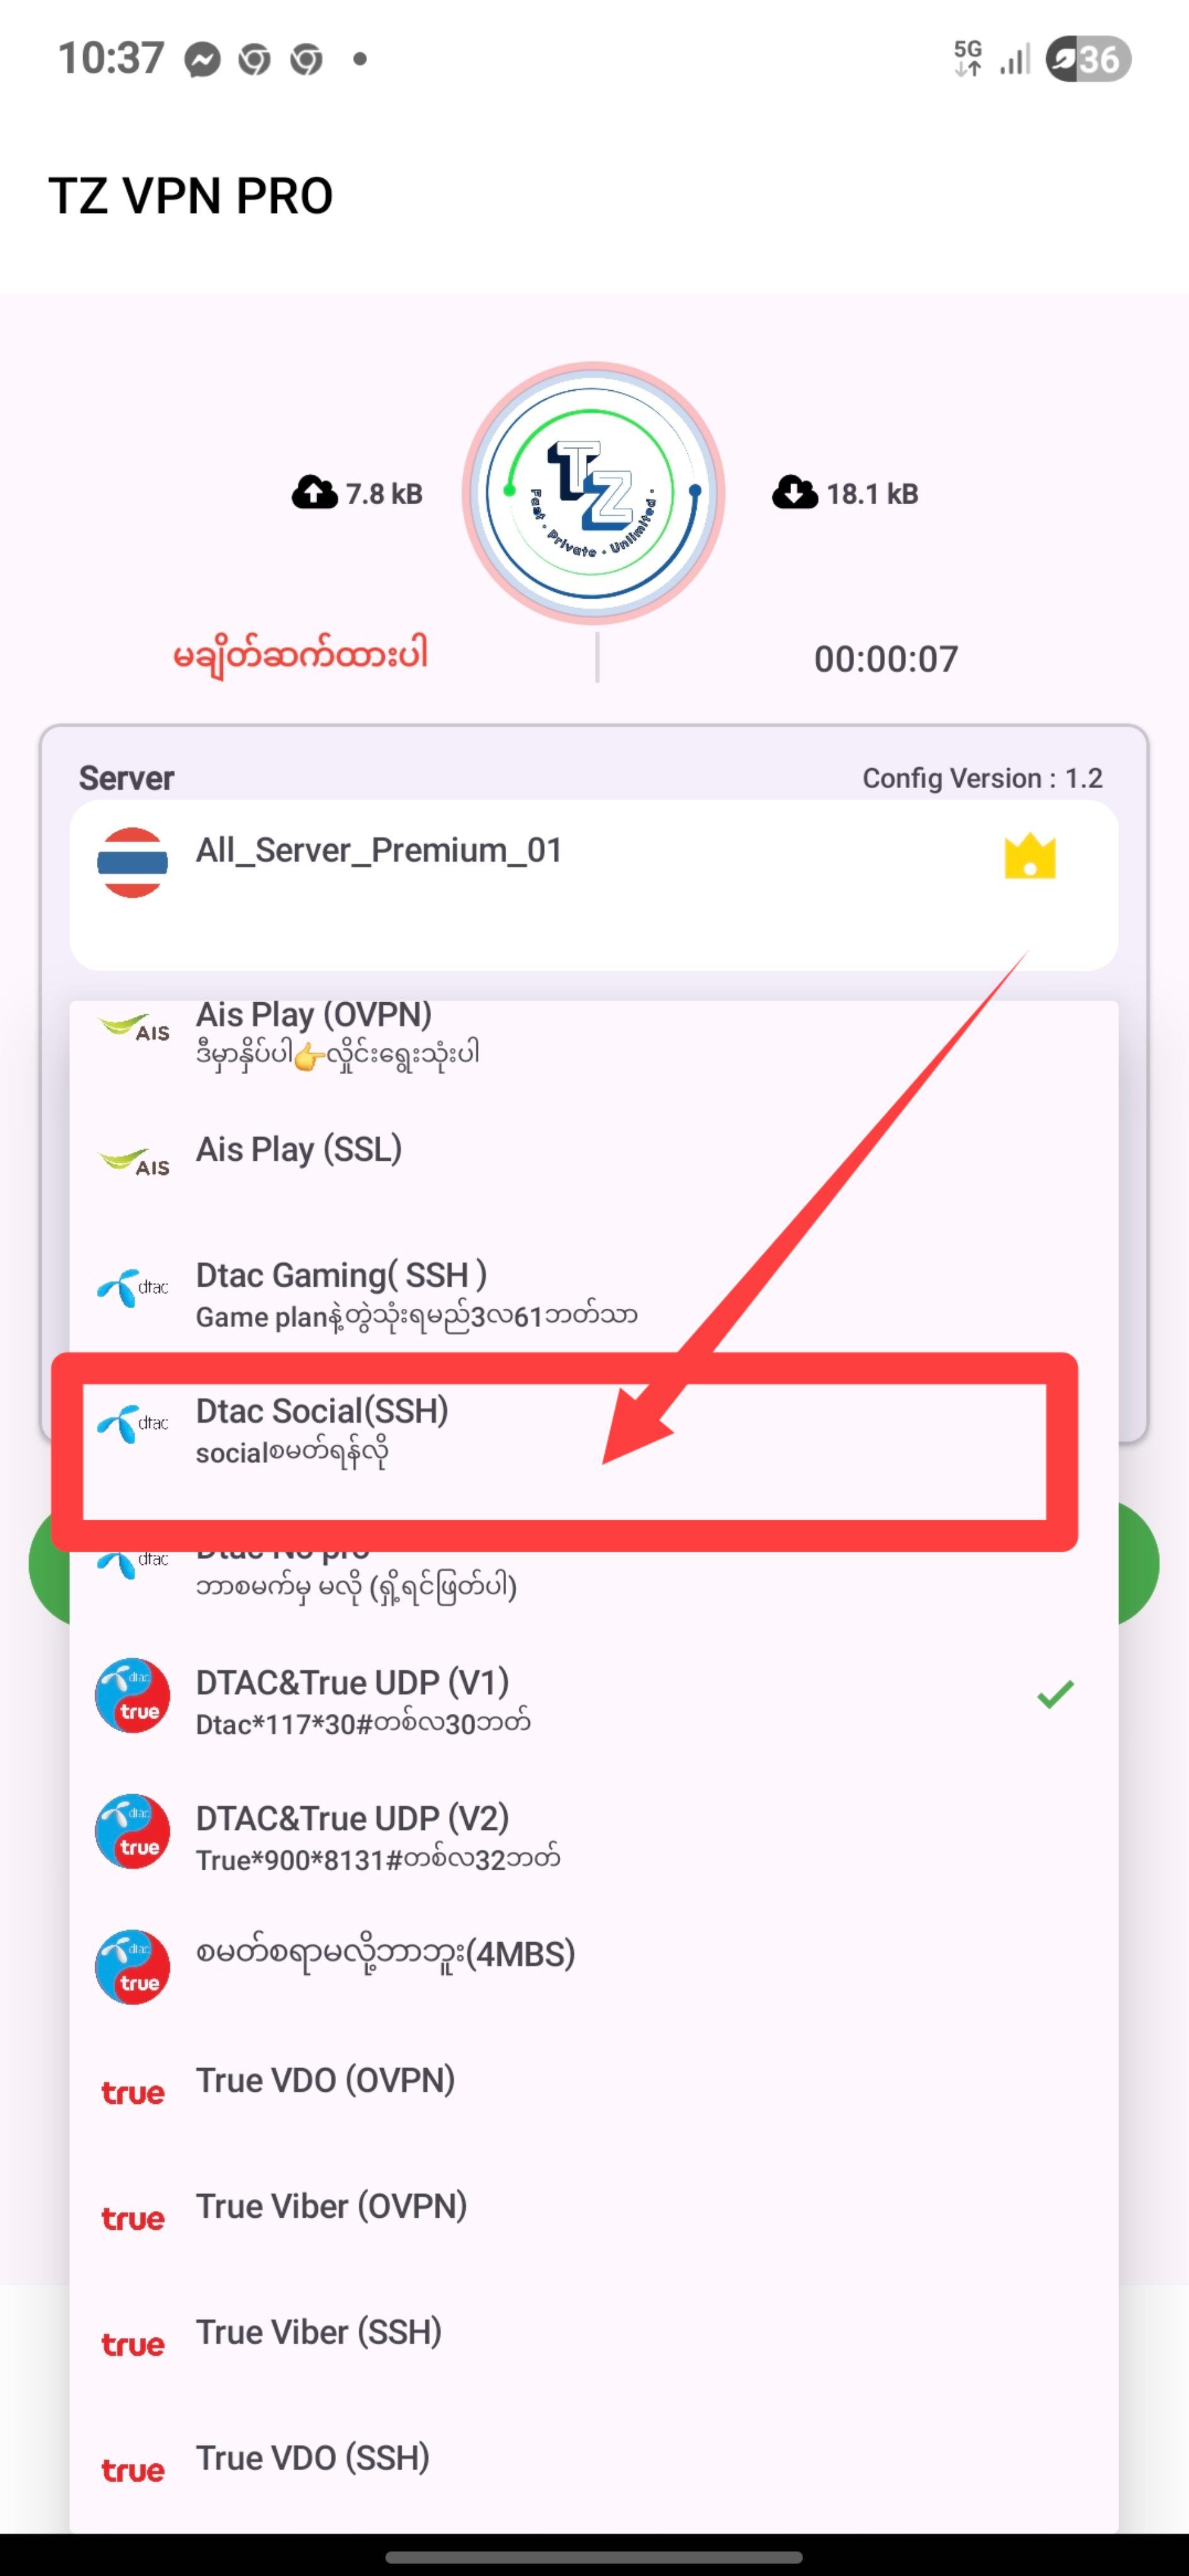 10:37
5G
36
TZ VPN PRO
7.8 kB
TZ
Fast · Private · Unlimited ·
18.1 kB
မချိတ်ဆက်ထားပါ
00:00:07
Server
Config Version : 1.2
All_Server_Premium_01
AIS
Ais Play (OVPN)
ဒီမှာနှိပ်ပါ👉လှိုင်းရွေးသုံးပါ
AIS
Ais Play (SSL)
dtac
Dtac Gaming( SSH )
Game planနဲ့တွဲသုံးရမည်3လ61ဘတ်သာ
dtac
Dtac Social(SSH)
socialစမတ်ရန်လို
dtac
Dtac No pro
ဘာစမက်မှ မလို (ရှိ့ရင်ဖြတ်ပါ)
dtac
true
DTAC&True UDP (V1)
Dtac*117*30#တစ်လ30ဘတ်
dtac
true
DTAC&True UDP (V2)
True*900*8131#တစ်လ32ဘတ်
dtac
true
စမတ်စရာမလို့ဘာဘူး(4MBS)
true
True VDO (OVPN)
true
True Viber (OVPN)
true
True Viber (SSH)
true
True VDO (SSH)